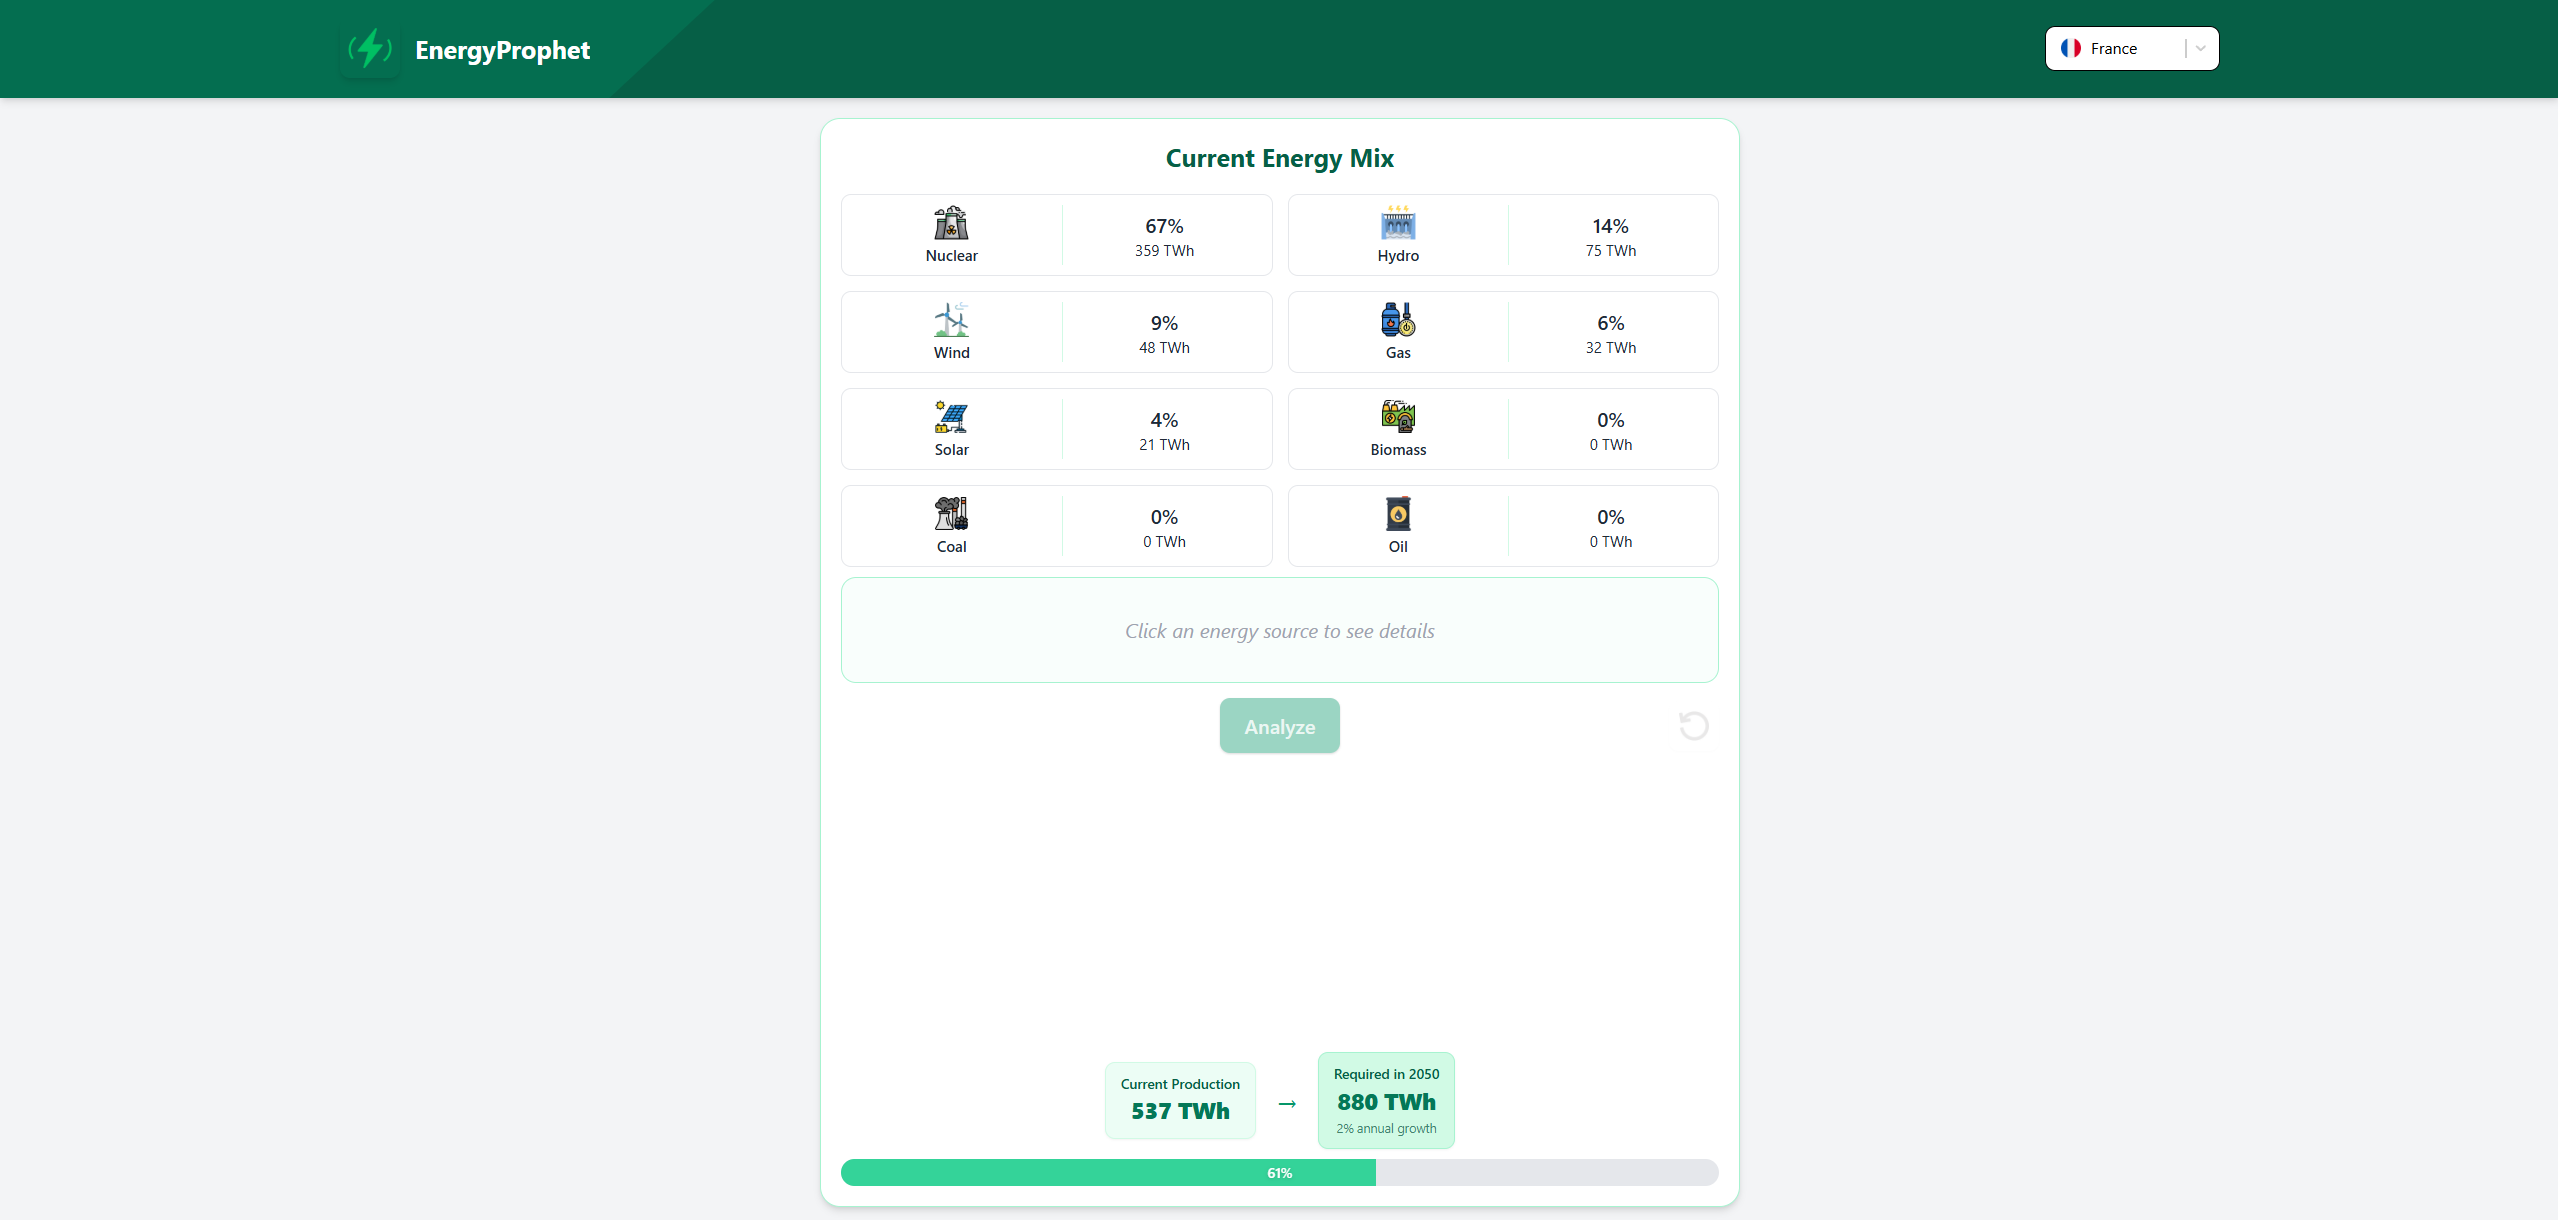 EnergyProphet
France
Current Energy Mix
Nuclear
67%
359 TWh
Hydro
14%
75 TWh
Wind
9%
48 TWh
Gas
6%
32 TWh
Solar
4%
21 TWh
Biomass
0%
0 TWh
Coal
0%
0 TWh
Oil
0%
0 TWh
Click an energy source to see details
Analyze
Current Production
537 TWh
→
Required in 2050
880 TWh
2% annual growth
61%